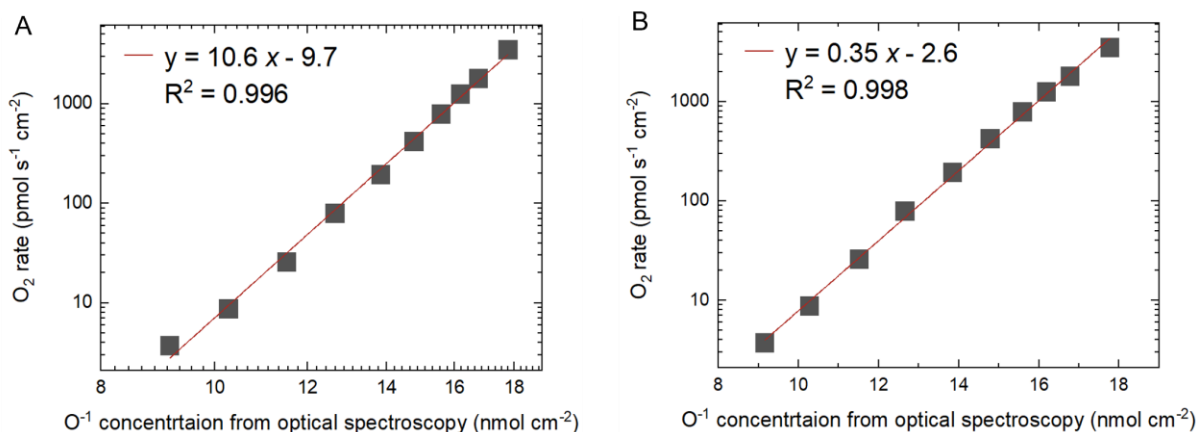 A
y = 10.6 x - 9.7
R² = 0.996
1000
100
10
8
10
12
14
16
18
O₂ rate (pmol s⁻¹ cm⁻²)
O⁻¹ concentrtaion from optical spectroscopy (nmol cm⁻²)
B
y = 0.35 x - 2.6
R² = 0.998
1000
100
10
8
10
12
14
16
18
O₂ rate (pmol s⁻¹ cm⁻²)
O⁻¹ concentrtaion from optical spectroscopy (nmol cm⁻²)